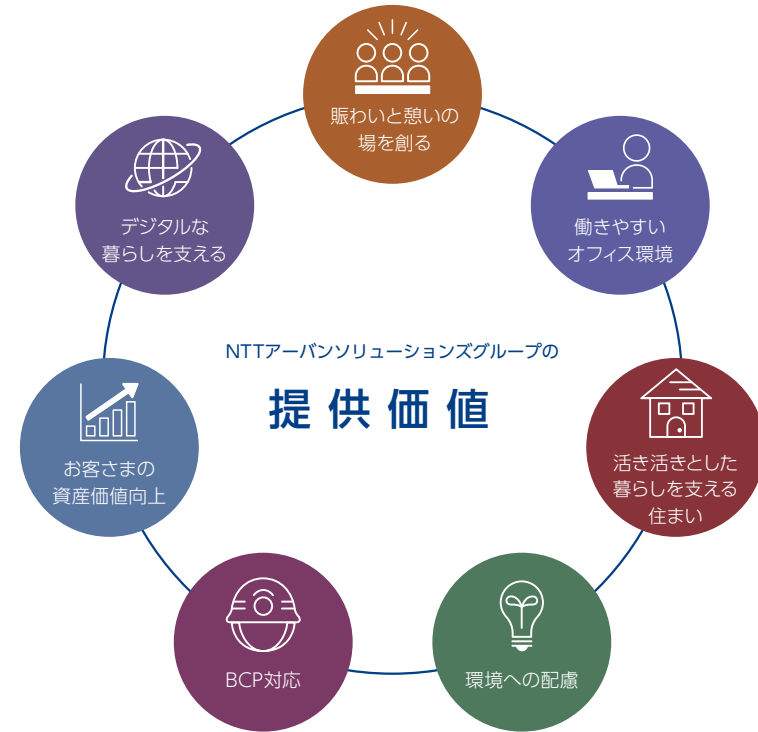 賑わいと憩いの
場を創る
デジタルな
暮らしを支える
働きやすい
オフィス環境
NTTアーバンソリューションズグループの
提供価値
お客さまの
資産価値向上
活き活きとした
暮らしを支える
住まい
BCP対応
環境への配慮